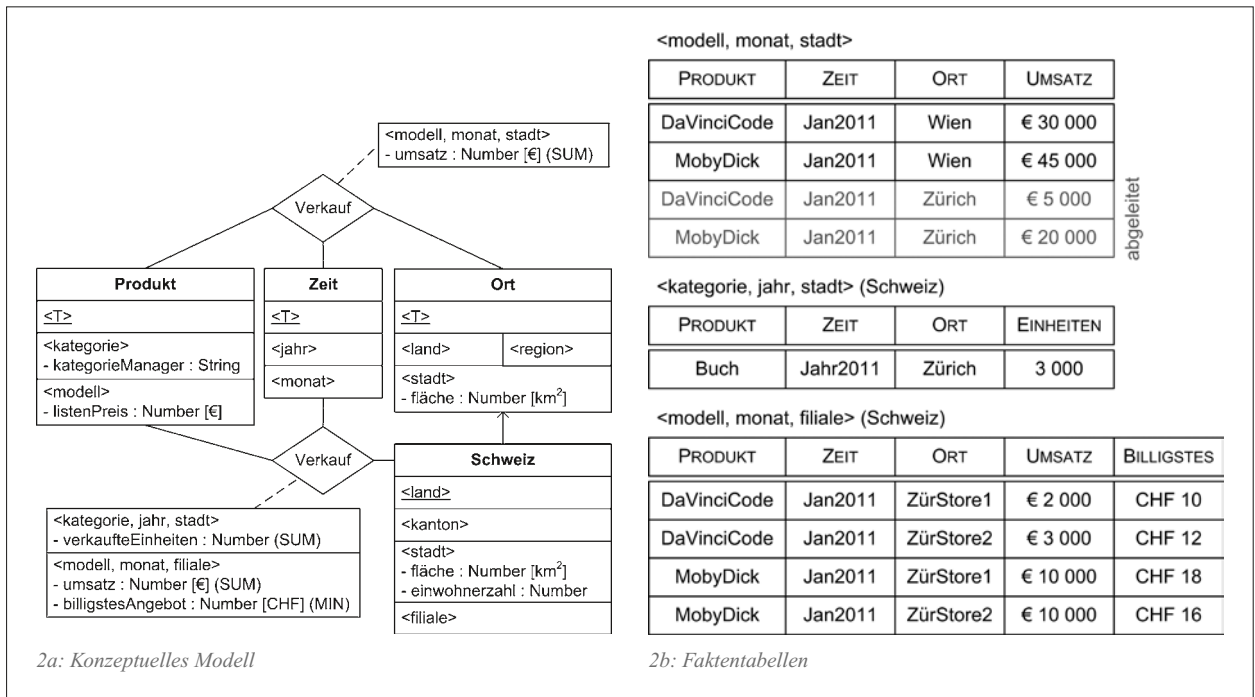 <modell, monat, stadt>
- umsatz : Number [€] (SUM)
Verkauf
Produkt
<T>
<kategorie>
- kategorieManager : String
<modell>
- listenPreis : Number [€]
Zeit
<T>
<jahr>
<monat>
Ort
<T>
<land>
<region>
<stadt>
- fläche : Number [km²]
Verkauf
Schweiz
<land>
<kanton>
<stadt>
- fläche : Number [km²]
- einwohnerzahl : Number
<filiale>
<kategorie, jahr, stadt>
- verkaufteEinheiten : Number (SUM)
<modell, monat, filiale>
- umsatz : Number [€] (SUM)
- billigstesAngebot : Number [CHF] (MIN)
2a: Konzeptuelles Modell
<modell, monat, stadt>
PRODUKT ZEIT ORT UMSATZ
DaVinciCode Jan2011 Wien € 30 000
MobyDick Jan2011 Wien € 45 000
DaVinciCode Jan2011 Zürich € 5 000
MobyDick Jan2011 Zürich € 20 000
abgeleitet
<kategorie, jahr, stadt> (Schweiz)
PRODUKT ZEIT ORT EINHEITEN
Buch Jahr2011 Zürich 3 000
<modell, monat, filiale> (Schweiz)
PRODUKT ZEIT ORT UMSATZ BILLIGSTES
DaVinciCode Jan2011 ZürStore1 € 2 000 CHF 10
DaVinciCode Jan2011 ZürStore2 € 3 000 CHF 12
MobyDick Jan2011 ZürStore1 € 10 000 CHF 18
MobyDick Jan2011 ZürStore2 € 10 000 CHF 16
2b: Faktentabellen